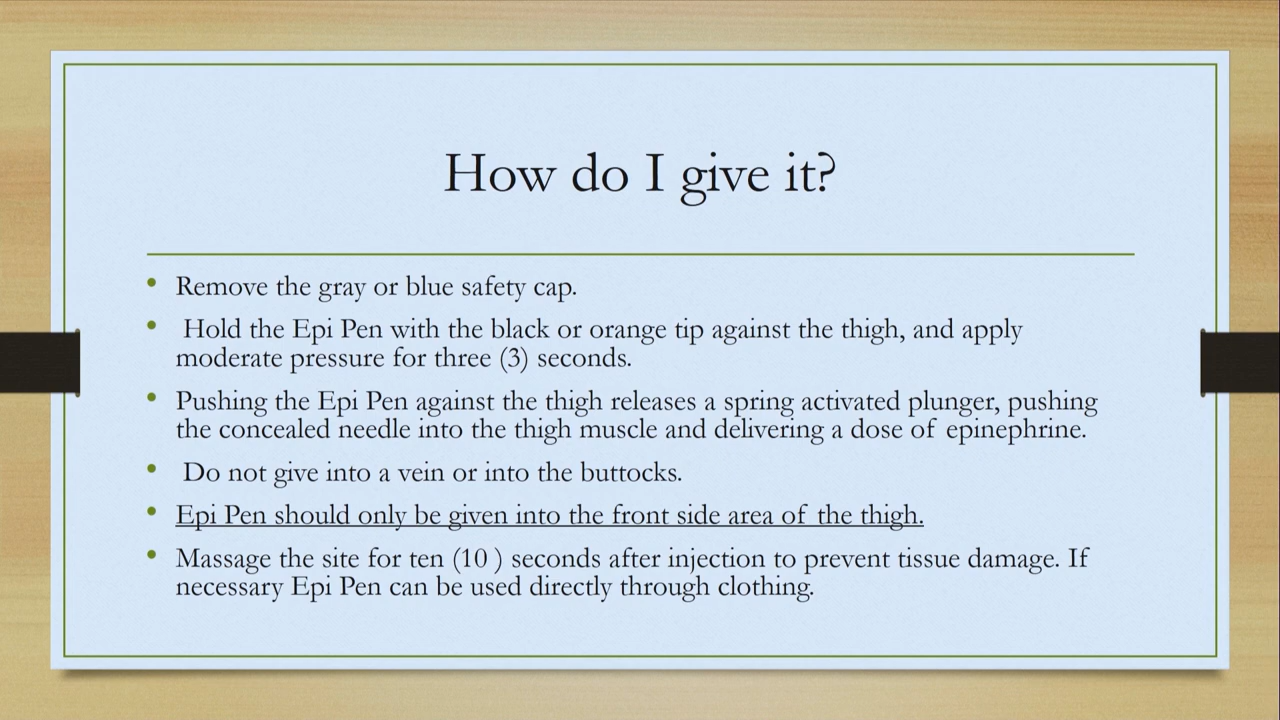 How do I give it?
• Remove the gray or blue safety cap.
• Hold the Epi Pen with the black or orange tip against the thigh, and apply
moderate pressure for three (3) seconds.
• Pushing the Epi Pen against the thigh releases a spring activated plunger, pushing
the concealed needle into the thigh muscle and delivering a dose of epinephrine.
• Do not give into a vein or into the buttocks.
• Epi Pen should only be given into the front side area of the thigh.
• Massage the site for ten (10 ) seconds after injection to prevent tissue damage. If
necessary Epi Pen can be used directly through clothing.